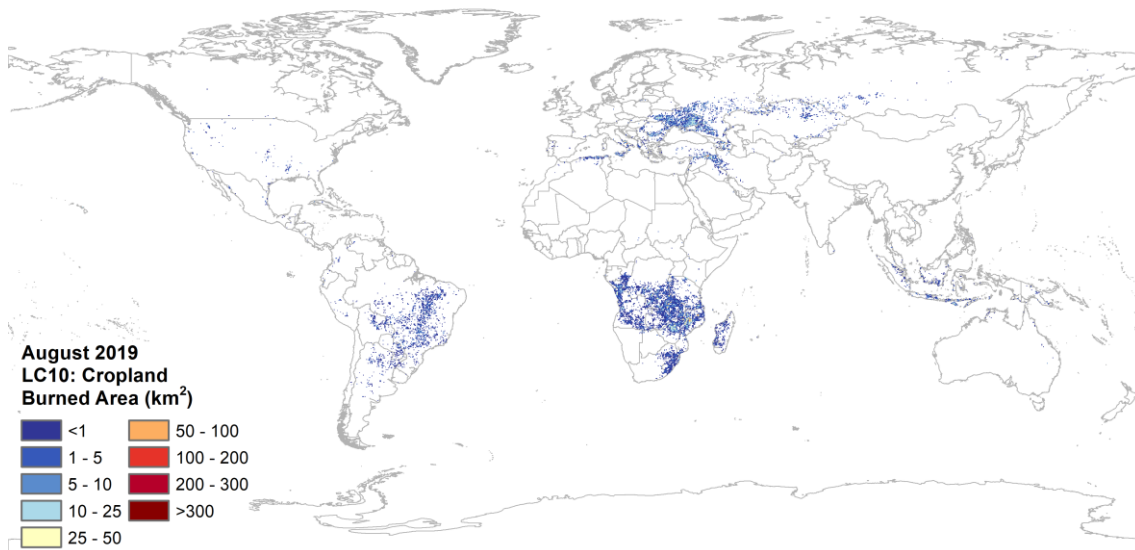 August 2019
LC10: Cropland
Burned Area (km²)
<1
50 - 100
1 - 5
100 - 200
5 - 10
200 - 300
10 - 25
>300
25 - 50